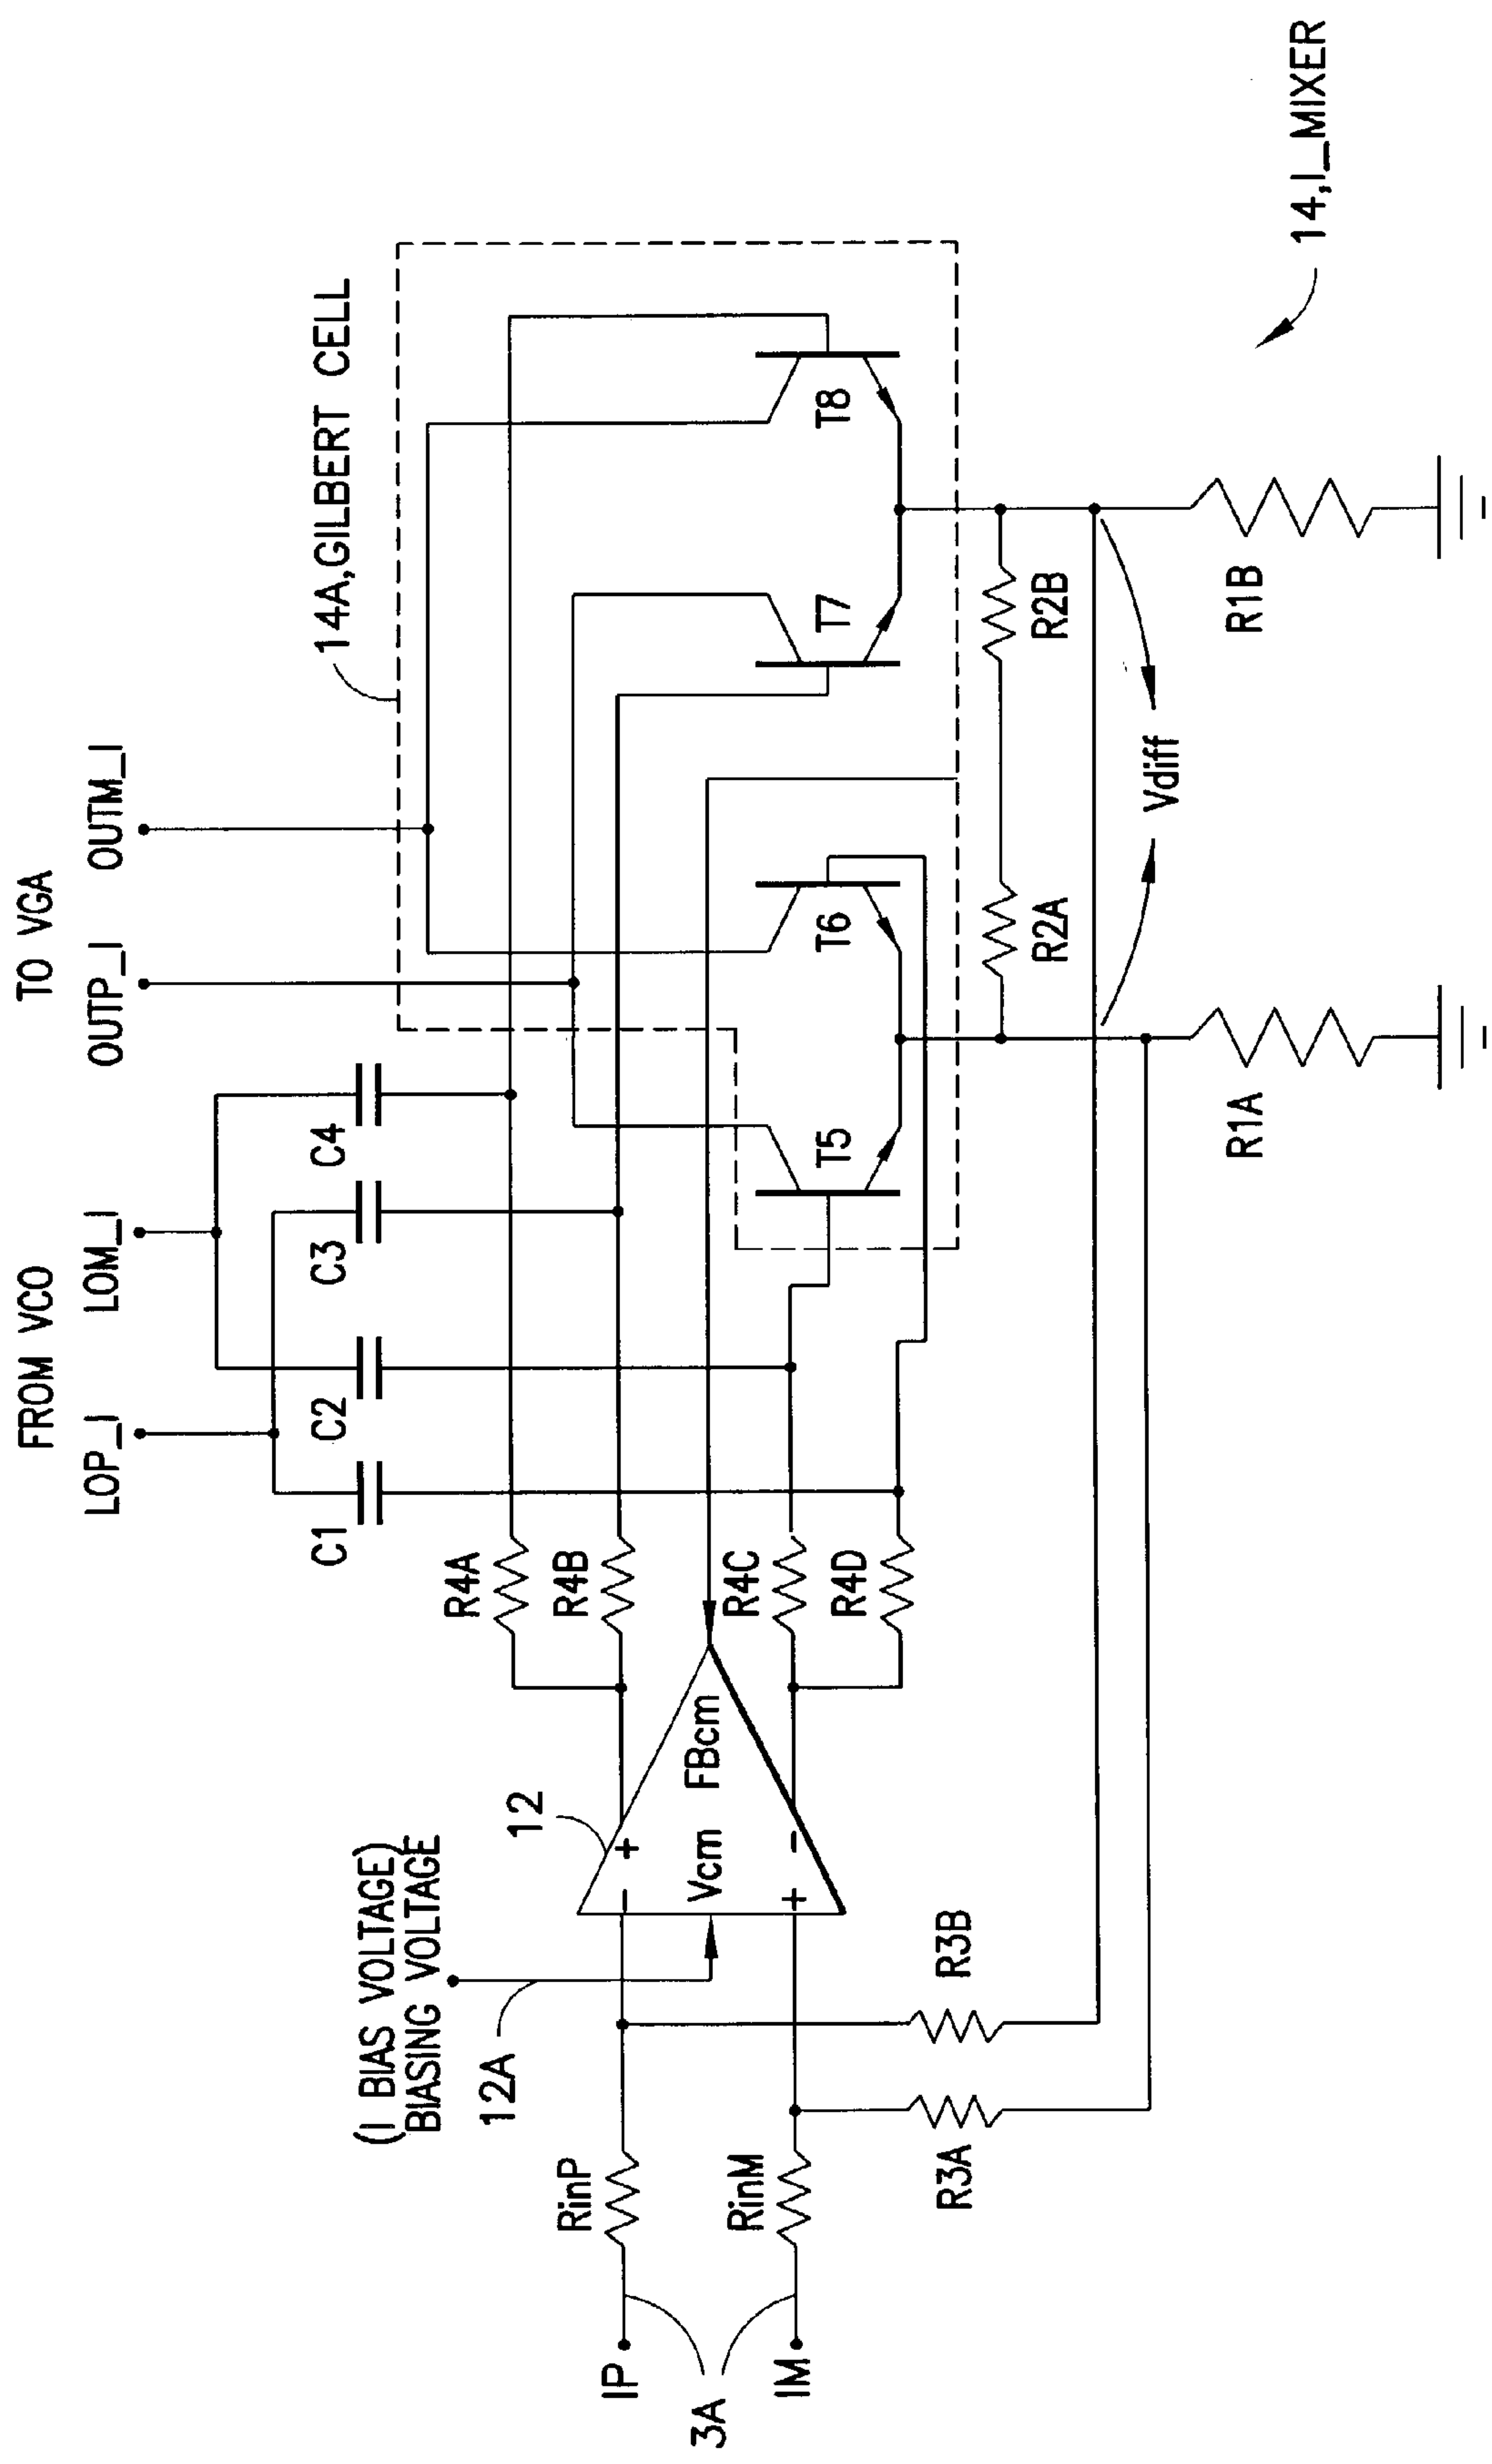 FROM VCO
TO VGA
LOP_I
LOM_I
OUTP_I
OUTM_I
14A,GILBERT CELL
C1
C2
C3
C4
(I BIAS VOLTAGE)
BIASING VOLTAGE
12A
12
R4A
R4B
R4C
R4D
T5
T6
T7
T8
IP
RinP
- +
Vcm FBcm
IM
RinM
+ -
3A
R3A
R3B
R2A
R2B
Vdiff
R1A
R1B
14,I_MIXER